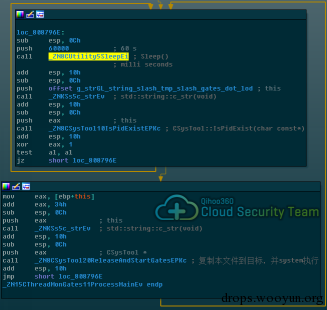 loc_808796E:
sub esp, 0Ch
push 60000 ; 60 s
call _ZN8CUtility5SleepEi ; Sleep()
; milli seconds
add esp, 10h
sub esp, 0Ch
push offset g_strGL_string_slash_tmp_slash_gates_dot_lod ; this
call _ZNKSs5c_strEv ; std::string::c_str(void)
add esp, 10h
sub esp, 0Ch
push eax ; this
call _ZN8CSysTool10IsPidExistEPKc ; CSysTool::IsPidExist(char const*)
add esp, 10h
xor eax, 1
test al, al
jz short loc_808796E
mov eax, [ebp+this]
add eax, 34h
sub esp, 0Ch
push eax ; this
call _ZNKSs5c_strEv ; std::string::c_str(void)
add esp, 10h
sub esp, 0Ch
push eax ; CSysTool *
call _ZN8CSysTool20ReleaseAndStartGatesEPKc ; 复制本文件到目标，并system执行
add esp, 10h
jmp short loc_808796E
_ZN15CThreadMonGates11ProcessMainEv endp
Qihoo360
Cloud Security Team
drops.wooyun.org